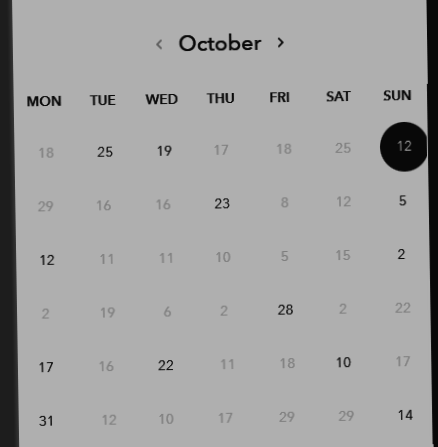 ‹ October ›
MON TUE WED THU FRI SAT SUN
18 25 19 17 18 25 12
29 16 16 23 8 12 5
12 11 11 10 5 15 2
2 19 6 2 28 2 22
17 16 22 11 18 10 17
31 12 10 17 29 29 14